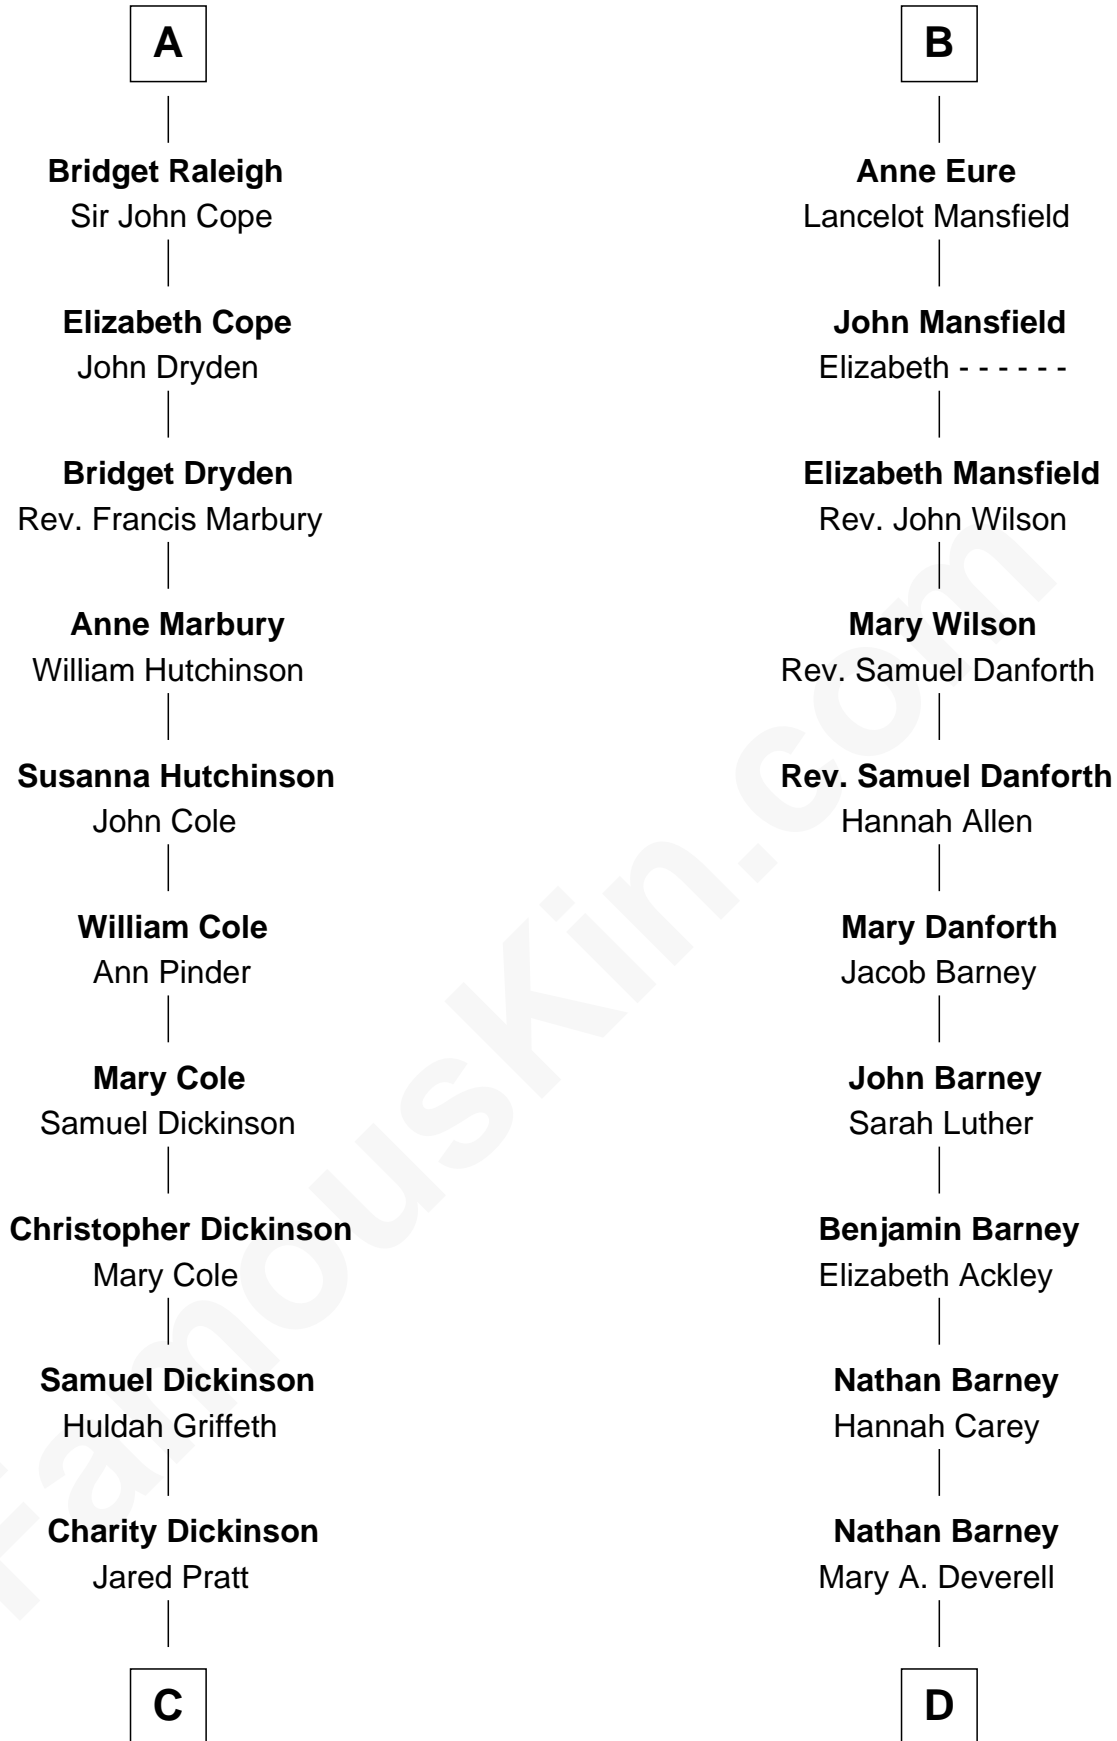 A
Bridget Raleigh
Sir John Cope
Elizabeth Cope
John Dryden
Bridget Dryden
Rev. Francis Marbury
Anne Marbury
William Hutchinson
Susanna Hutchinson
John Cole
William Cole
Ann Pinder
Mary Cole
Samuel Dickinson
Christopher Dickinson
Mary Cole
Samuel Dickinson
Huldah Griffeth
Charity Dickinson
Jared Pratt
C
B
Anne Eure
Lancelot Mansfield
John Mansfield
Elizabeth - - - - - -
Elizabeth Mansfield
Rev. John Wilson
Mary Wilson
Rev. Samuel Danforth
Rev. Samuel Danforth
Hannah Allen
Mary Danforth
Jacob Barney
John Barney
Sarah Luther
Benjamin Barney
Elizabeth Ackley
Nathan Barney
Hannah Carey
Nathan Barney
Mary A. Deverell
D
FamousKin.com